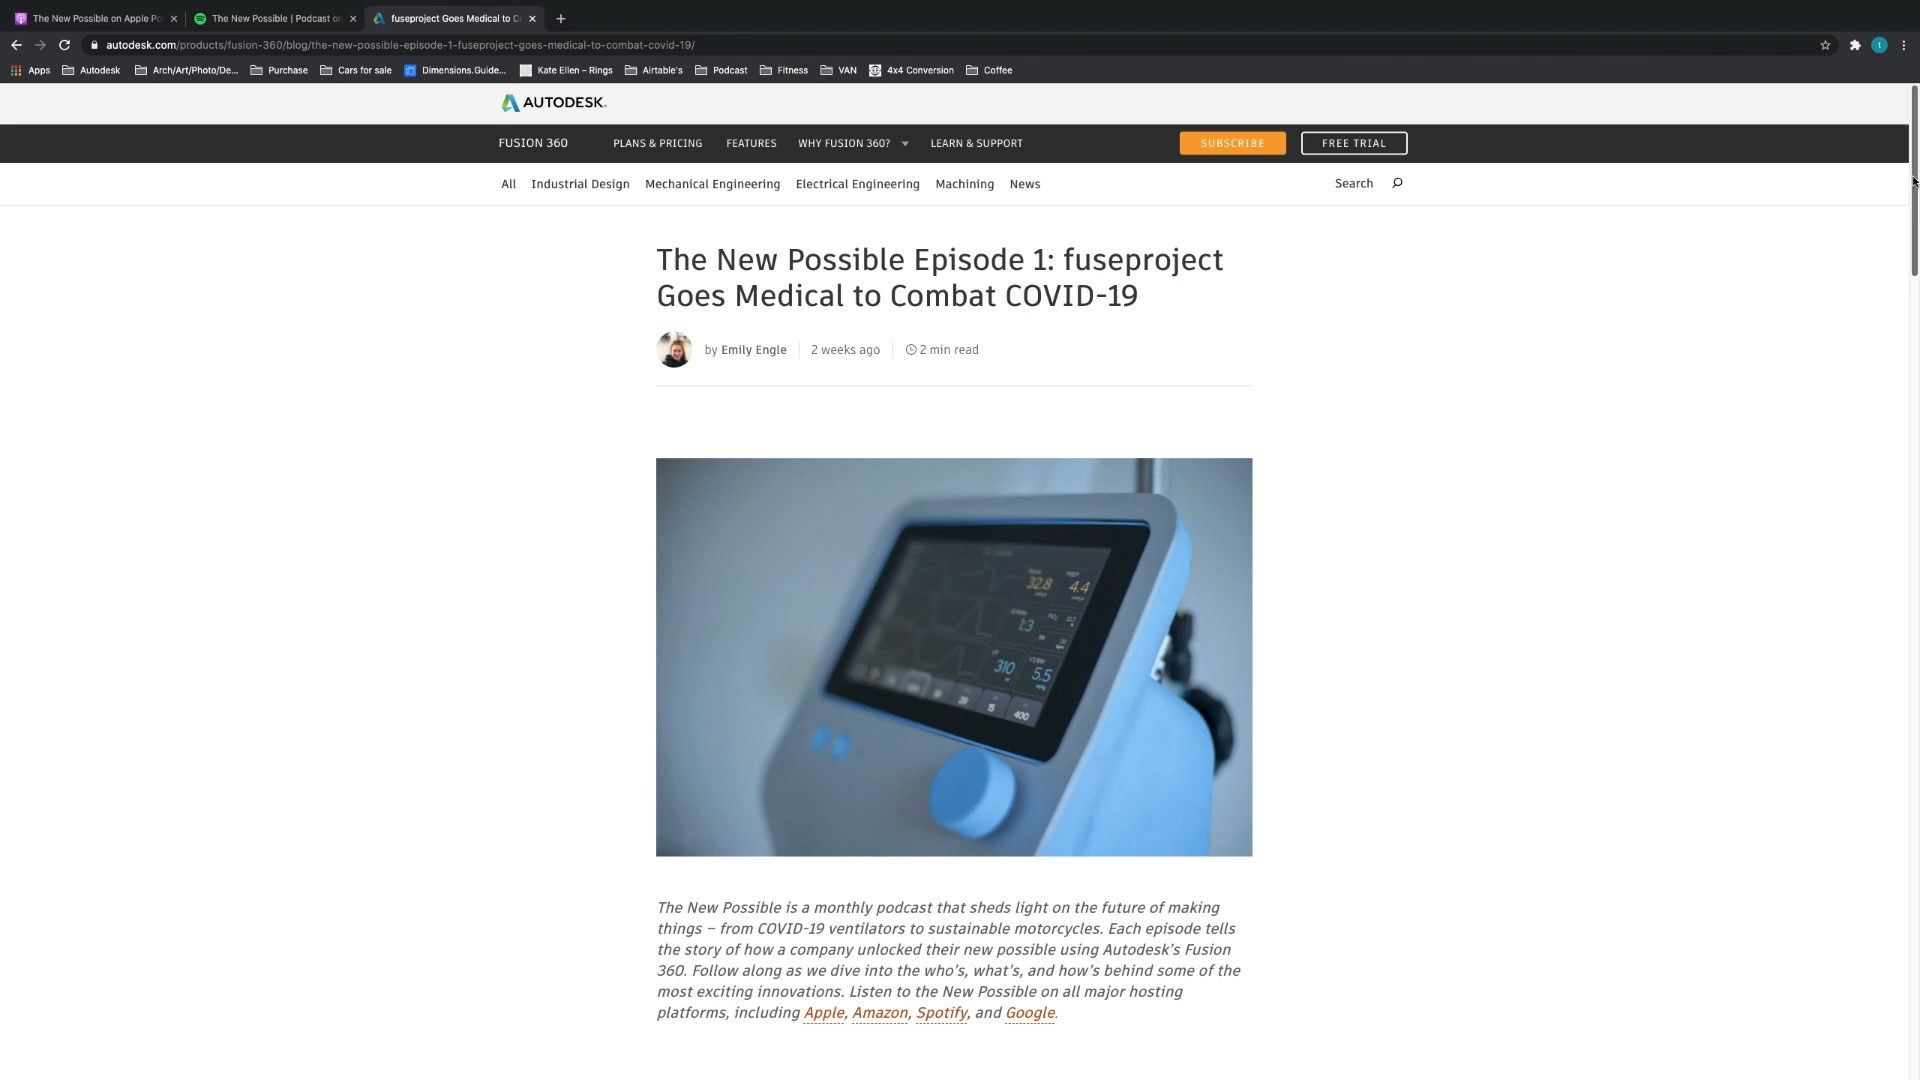 The New Possible on Apple Po
The New Possible | Podcast on
fuseproject Goes Medical to C
autodesk.com/products/fusion-360/blog/the-new-possible-episode-1-fuseproject-goes-medical-to-combat-covid-19/
t
Apps Autodesk Arch/Art/Photo/De... Purchase Cars for sale Dimensions.Guide... Kate Ellen – Rings Airtable's Podcast Fitness VAN 4x4 Conversion Coffee
AUTODESK.
FUSION 360 PLANS & PRICING FEATURES WHY FUSION 360? LEARN & SUPPORT SUBSCRIBE FREE TRIAL
All Industrial Design Mechanical Engineering Electrical Engineering Machining News Search
The New Possible Episode 1: fuseproject
Goes Medical to Combat COVID-19
by Emily Engle 2 weeks ago 2 min read
32.8 4.4
1:3
310 5.5
20 15 400
The New Possible is a monthly podcast that sheds light on the future of making
things – from COVID-19 ventilators to sustainable motorcycles. Each episode tells
the story of how a company unlocked their new possible using Autodesk's Fusion
360. Follow along as we dive into the who's, what's, and how's behind some of the
most exciting innovations. Listen to the New Possible on all major hosting
platforms, including Apple, Amazon, Spotify, and Google.